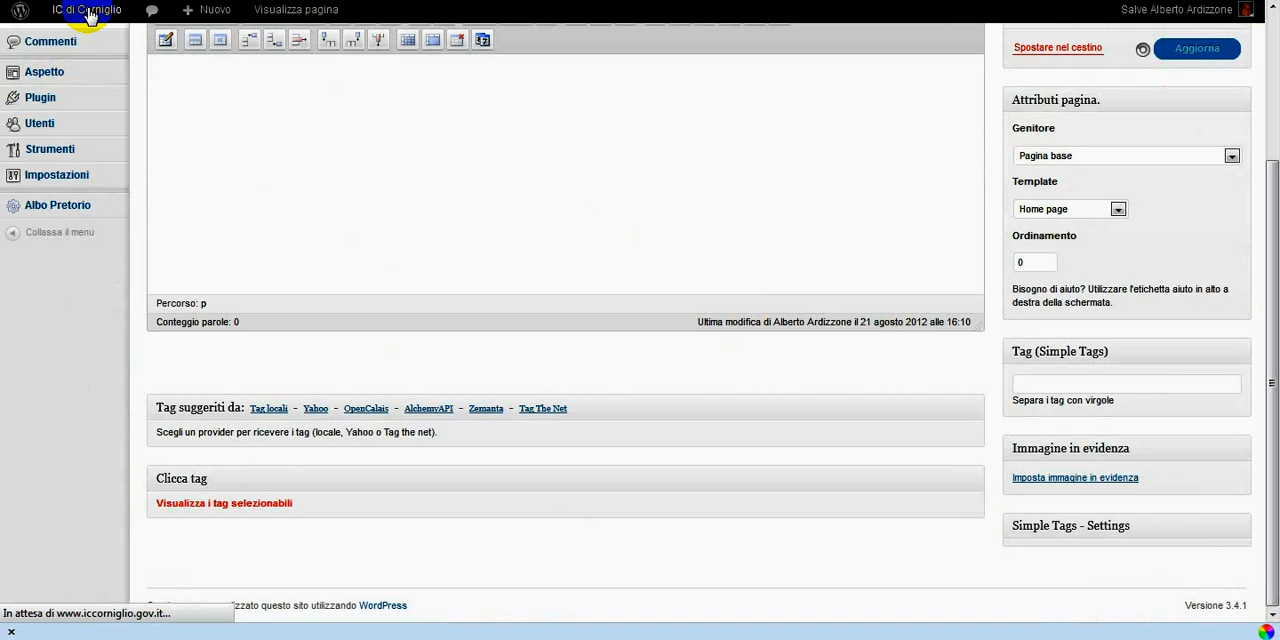 IC di Corniglio
Nuovo
Visualizza pagina
Salve Alberto Ardizzone
Commenti
Aspetto
Plugin
Utenti
Strumenti
Impostazioni
Albo Pretorio
Collassa il menu
Percorso: p
Conteggio parole: 0
Ultima modifica di Alberto Ardizzone il 21 agosto 2012 alle 16:10
Tag suggeriti da: Tag locali - Yahoo - OpenCalais - AlchemyAPI - Zemanta - Tag The Net
Scegli un provider per ricevere i tag (locale, Yahoo o Tag the net).
Clicca tag
Visualizza i tag selezionabili
Spostare nel cestino
Aggiorna
Attributi pagina.
Genitore
Pagina base
Template
Home page
Ordinamento
0
Bisogno di aiuto? Utilizzare l'etichetta aiuto in alto a
destra della schermata.
Tag (Simple Tags)
Separa i tag con virgole
Immagine in evidenza
Imposta immagine in evidenza
Simple Tags - Settings
zzato questo sito utilizzando WordPress
Versione 3.4.1
In attesa di www.iccorniglio.gov.it...